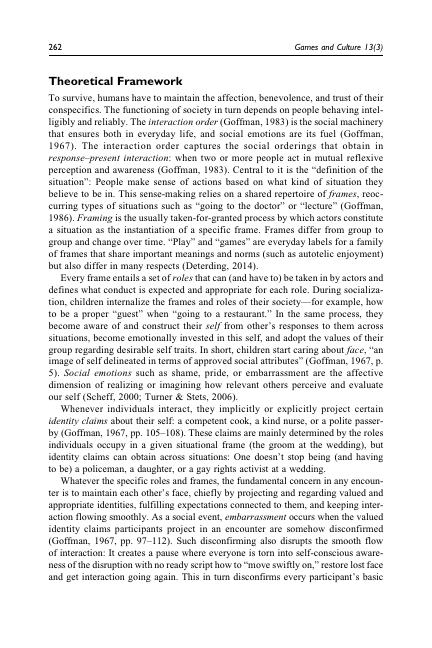 262
Games and Culture 13(3)
Theoretical Framework
To survive, humans have to maintain the affection, benevolence, and trust of their
conspecifics. The functioning of society in turn depends on people behaving intel-
ligibly and reliably. The interaction order (Goffman, 1983) is the social machinery
that ensures both in everyday life, and social emotions are its fuel (Goffman,
1967). The interaction order captures the social orderings that obtain in
response–present interaction: when two or more people act in mutual reflexive
perception and awareness (Goffman, 1983). Central to it is the “definition of the
situation”: People make sense of actions based on what kind of situation they
believe to be in. This sense-making relies on a shared repertoire of frames, reoc-
curring types of situations such as “going to the doctor” or “lecture” (Goffman,
1986). Framing is the usually taken-for-granted process by which actors constitute
a situation as the instantiation of a specific frame. Frames differ from group to
group and change over time. “Play” and “games” are everyday labels for a family
of frames that share important meanings and norms (such as autotelic enjoyment)
but also differ in many respects (Deterding, 2014).
Every frame entails a set of roles that can (and have to) be taken in by actors and
defines what conduct is expected and appropriate for each role. During socializa-
tion, children internalize the frames and roles of their society—for example, how
to be a proper “guest” when “going to a restaurant.” In the same process, they
become aware of and construct their self from other’s responses to them across
situations, become emotionally invested in this self, and adopt the values of their
group regarding desirable self traits. In short, children start caring about face, “an
image of self delineated in terms of approved social attributes” (Goffman, 1967, p.
5). Social emotions such as shame, pride, or embarrassment are the affective
dimension of realizing or imagining how relevant others perceive and evaluate
our self (Scheff, 2000; Turner & Stets, 2006).
Whenever individuals interact, they implicitly or explicitly project certain
identity claims about their self: a competent cook, a kind nurse, or a polite passer-
by (Goffman, 1967, pp. 105–108). These claims are mainly determined by the roles
individuals occupy in a given situational frame (the groom at the wedding), but
identity claims can obtain across situations: One doesn’t stop being (and having
to be) a policeman, a daughter, or a gay rights activist at a wedding.
Whatever the specific roles and frames, the fundamental concern in any encoun-
ter is to maintain each other’s face, chiefly by projecting and regarding valued and
appropriate identities, fulfilling expectations connected to them, and keeping inter-
action flowing smoothly. As a social event, embarrassment occurs when the valued
identity claims participants project in an encounter are somehow disconfirmed
(Goffman, 1967, pp. 97–112). Such disconfirming also disrupts the smooth flow
of interaction: It creates a pause where everyone is torn into self-conscious aware-
ness of the disruption with no ready script how to “move swiftly on,” restore lost face
and get interaction going again. This in turn disconfirms every participant’s basic